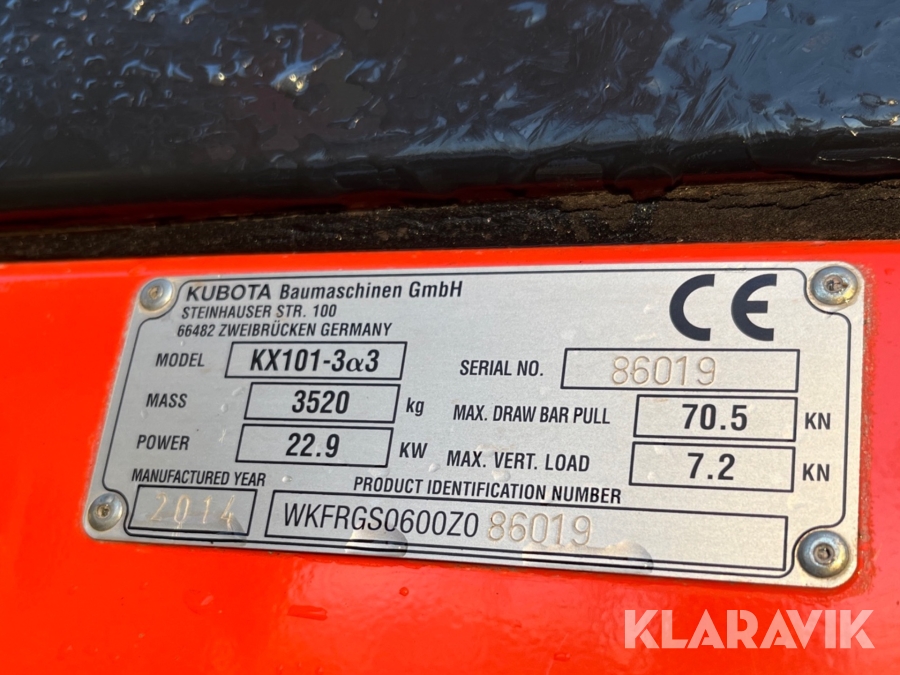 KUBOTA Baumaschinen GmbH
STEINHAUSER STR. 100
66482 ZWEIBRÜCKEN GERMANY
CE
MODEL KX101-3α3
SERIAL NO. 86019
MASS 3520 kg
MAX. DRAW BAR PULL 70.5 KN
POWER 22.9 KW
MAX. VERT. LOAD 7.2 KN
MANUFACTURED YEAR 2014
PRODUCT IDENTIFICATION NUMBER
WKFRGS0600Z086019
KLARAVIK